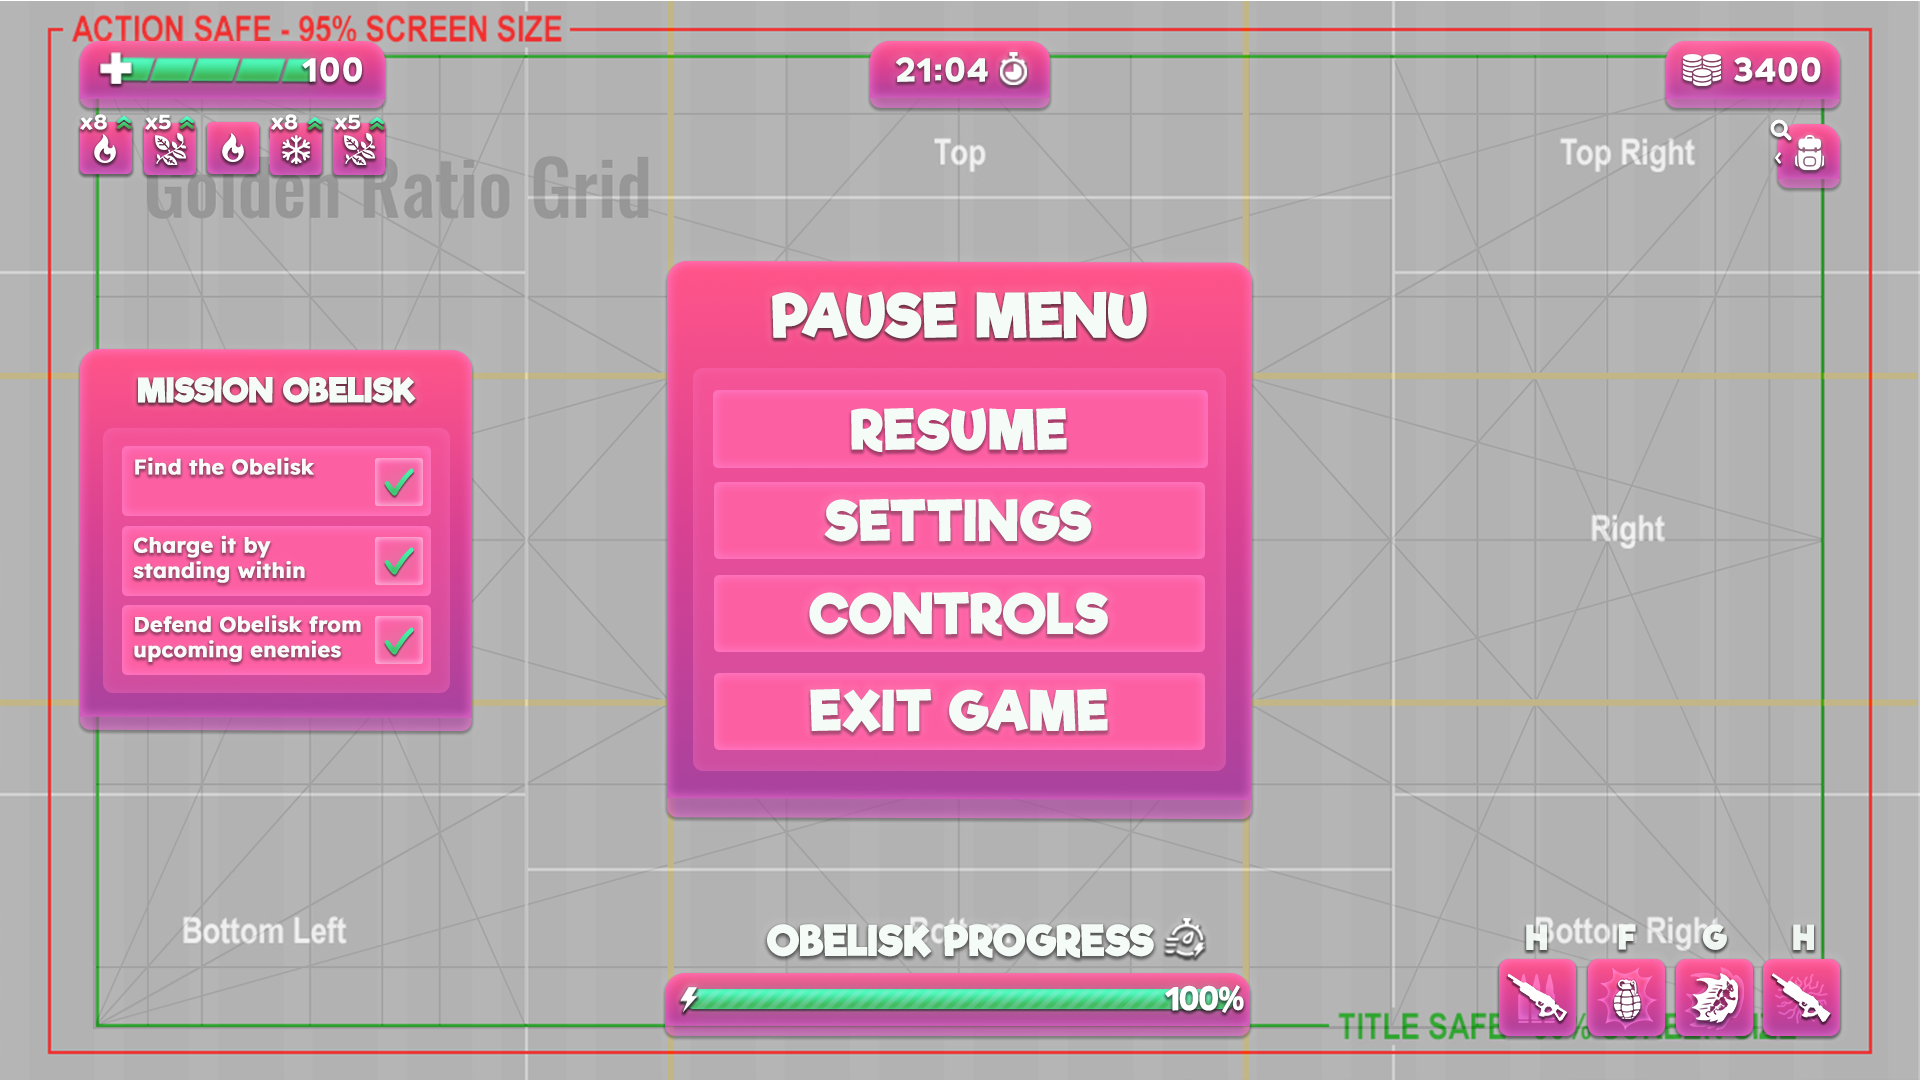 ACTION SAFE - 95% SCREEN SIZE
100
21:04
3400
x8
x5
x8
x5
Golden Ratio Grid
Top
Top Right
PAUSE MENU
RESUME
SETTINGS
CONTROLS
EXIT GAME
MISSION OBELISK
Find the Obelisk
Charge it by
standing within
Defend Obelisk from
upcoming enemies
Right
Bottom Left
OBELISK PROGRESS
100%
Bottom Right
H
F
G
H
TITLE SAFE
SCREEN SIZE